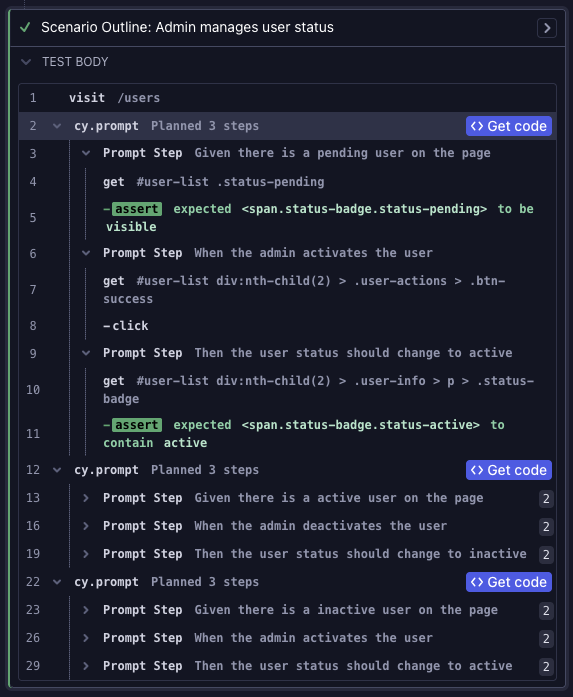 Scenario Outline: Admin manages user status
TEST BODY
1 visit /users
2 cy.prompt Planned 3 steps <> Get code
3 Prompt Step Given there is a pending user on the page
4 get #user-list .status-pending
5 -assert expected <span.status-badge.status-pending> to be
visible
6 Prompt Step When the admin activates the user
7 get #user-list div:nth-child(2) > .user-actions > .btn-
success
8 -click
9 Prompt Step Then the user status should change to active
10 get #user-list div:nth-child(2) > .user-info > p > .status-
badge
11 -assert expected <span.status-badge.status-active> to
contain active
12 cy.prompt Planned 3 steps <> Get code
13 Prompt Step Given there is a active user on the page 2
16 Prompt Step When the admin deactivates the user 2
19 Prompt Step Then the user status should change to inactive 2
22 cy.prompt Planned 3 steps <> Get code
23 Prompt Step Given there is a inactive user on the page 2
26 Prompt Step When the admin activates the user 2
29 Prompt Step Then the user status should change to active 2